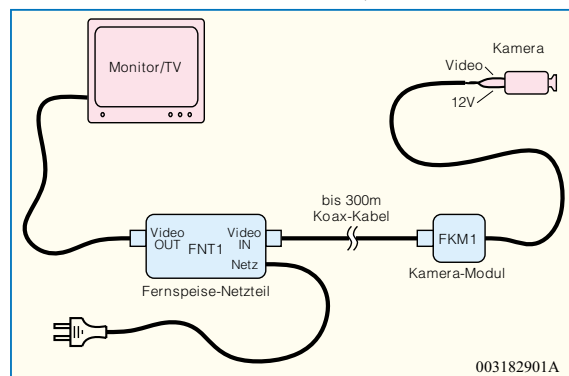 Monitor/TV
Kamera
Video
12V
bis 300m
Koax-Kabel
Video
OUT
FNT1
Video
IN
Netz
FKM1
Kamera-Modul
Fernspeise-Netzteil
003182901A